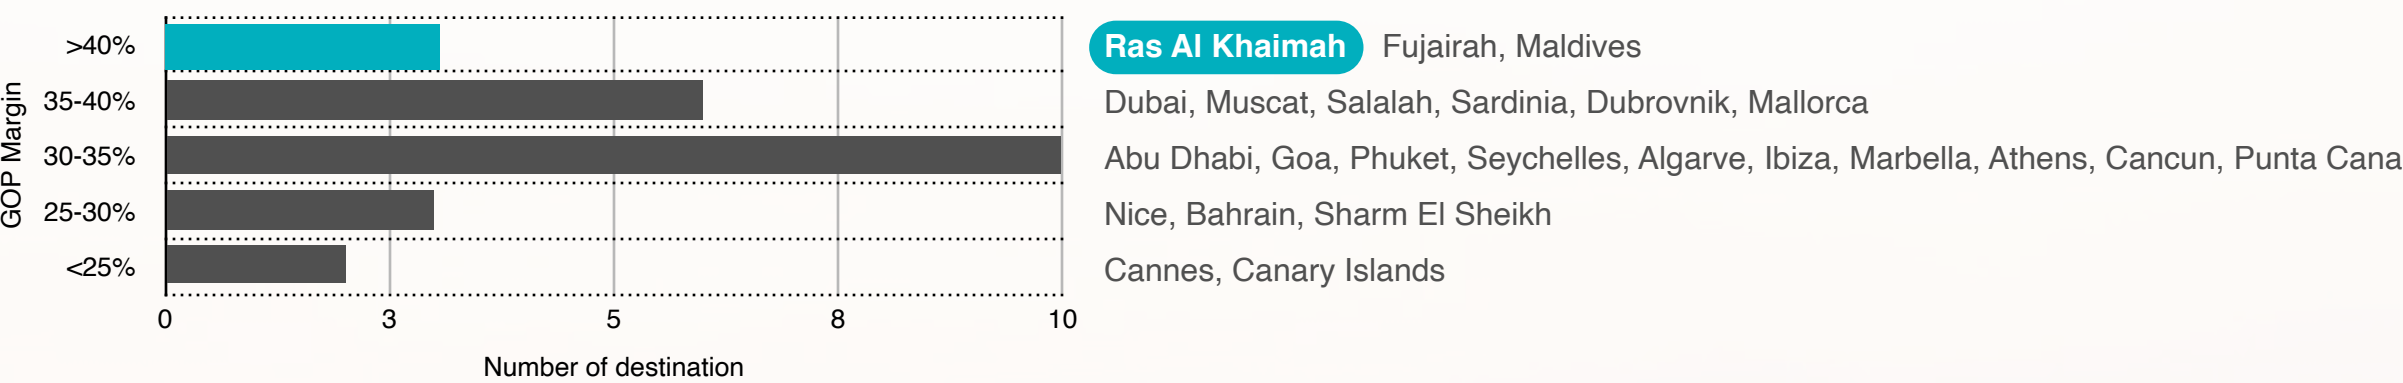 >40%
Ras Al Khaimah Fujairah, Maldives
35-40%
Dubai, Muscat, Salalah, Sardinia, Dubrovnik, Mallorca
30-35%
Abu Dhabi, Goa, Phuket, Seychelles, Algarve, Ibiza, Marbella, Athens, Cancun, Punta Cana
25-30%
Nice, Bahrain, Sharm El Sheikh
<25%
Cannes, Canary Islands
GOP Margin
0 3 5 8 10
Number of destination